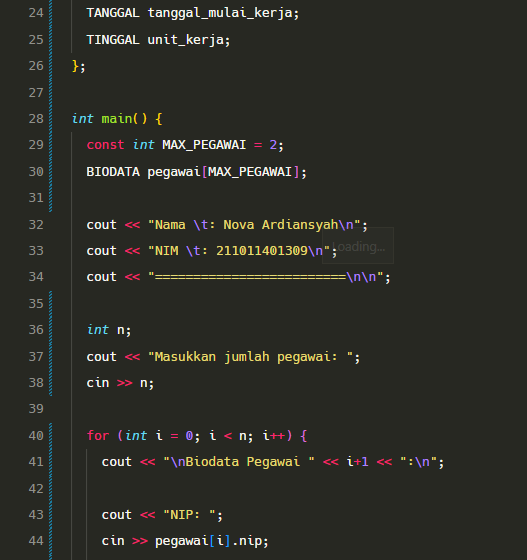 24 TANGGAL tanggal_mulai_kerja;
25 TINGGAL unit_kerja;
26 };
27
28 int main() {
29 const int MAX_PEGAWAI = 2;
30 BIODATA pegawai[MAX_PEGAWAI];
31
32 cout << "Nama \t: Nova Ardiansyah\n";
33 cout << "NIM \t: 211011401309\n";
Loading...
34 cout << "=========================\n\n";
35
36 int n;
37 cout << "Masukkan jumlah pegawai: ";
38 cin >> n;
39
40 for (int i = 0; i < n; i++) {
41 cout << "\nBiodata Pegawai " << i+1 << ":\n";
42
43 cout << "NIP: ";
44 cin >> pegawai[i].nip;